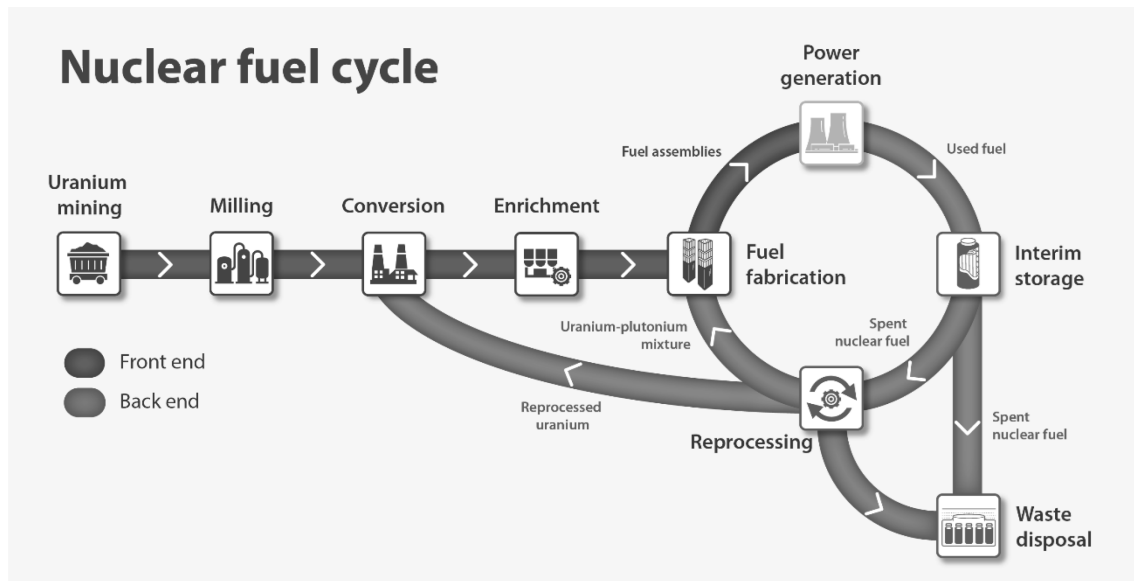 Nuclear fuel cycle
Power
generation
Fuel assemblies
Used fuel
Uranium
mining
Milling
Conversion
Enrichment
Fuel
fabrication
Interim
storage
Uranium-plutonium
mixture
Spent
nuclear fuel
Front end
Back end
Reprocessed
uranium
Reprocessing
Spent
nuclear fuel
Waste
disposal